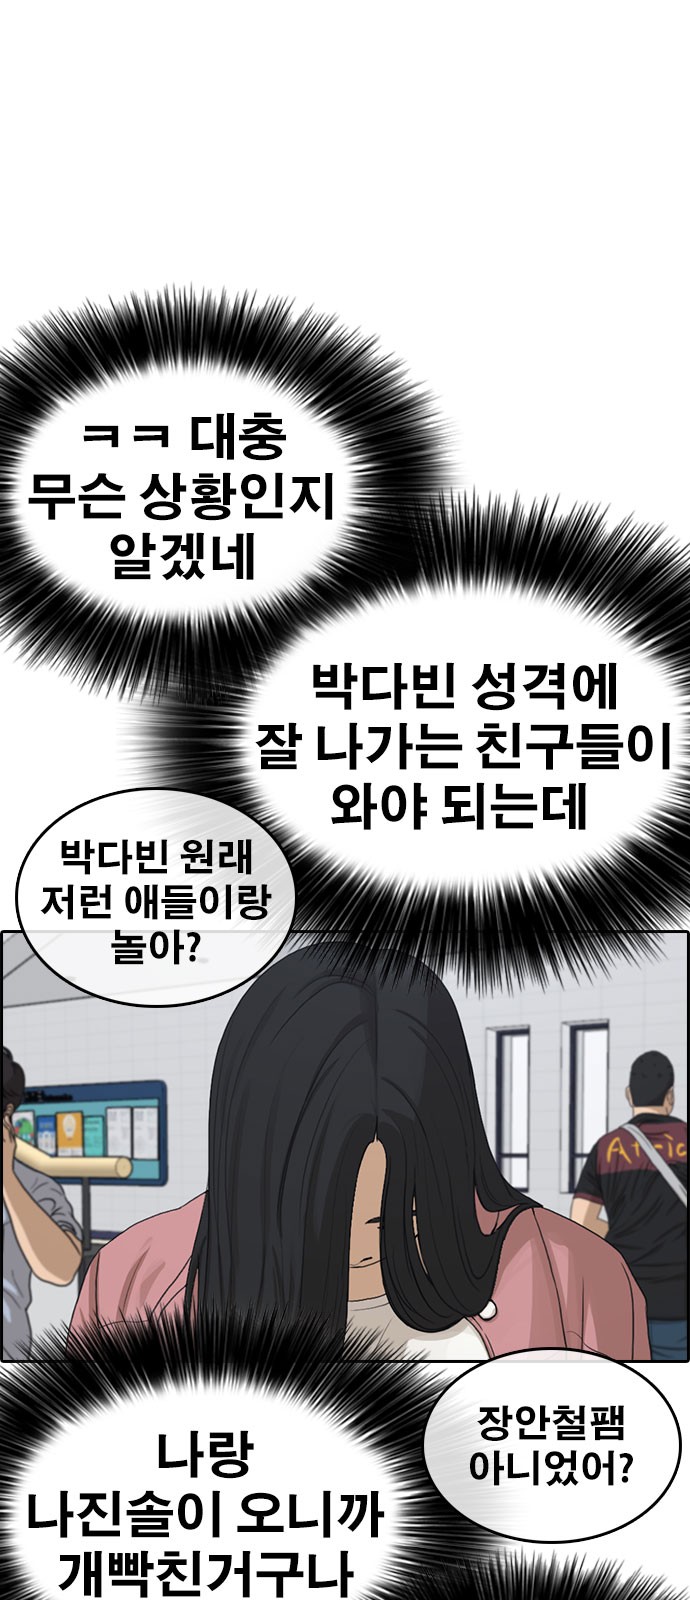 ㅋㅋ 대충
무슨 상황인지
알겠네
박다빈 성격에
잘 나가는 친구들이
와야 되는데
박다빈 원래
저런 애들이랑
놀아?
장안철팸
아니었어?
나랑
나진솔이 오니까
개빡친거구나